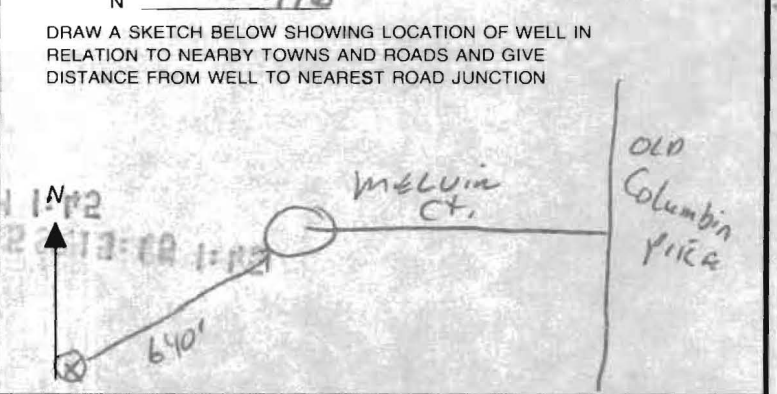 N
DRAW A SKETCH BELOW SHOWING LOCATION OF WELL IN
RELATION TO NEARBY TOWNS AND ROADS AND GIVE
DISTANCE FROM WELL TO NEAREST ROAD JUNCTION
OLD
Columbia
Pike
MELVIN
Ct.
N
640'